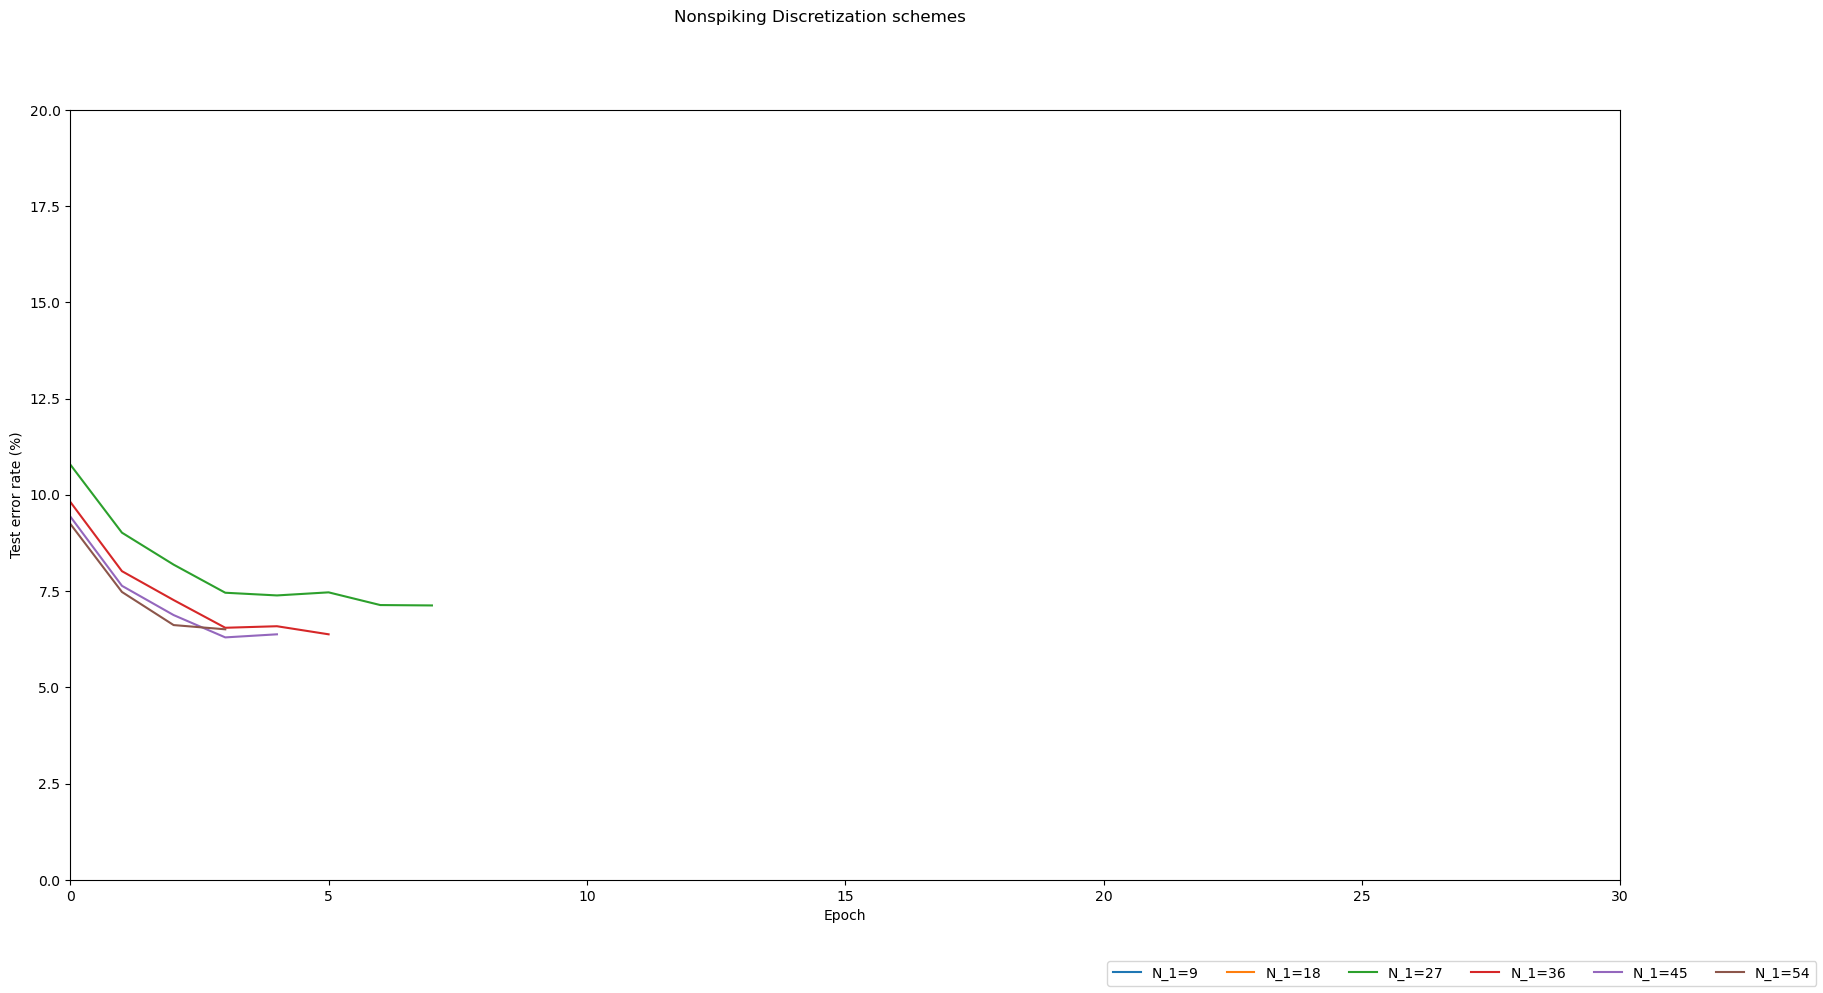 Nonspiking Discretization schemes
20.0
17.5
15.0
12.5
10.0
7.5
5.0
2.5
0.0
Test error rate (%)
0 5 10 15 20 25 30
Epoch
N_1=9 N_1=18 N_1=27 N_1=36 N_1=45 N_1=54